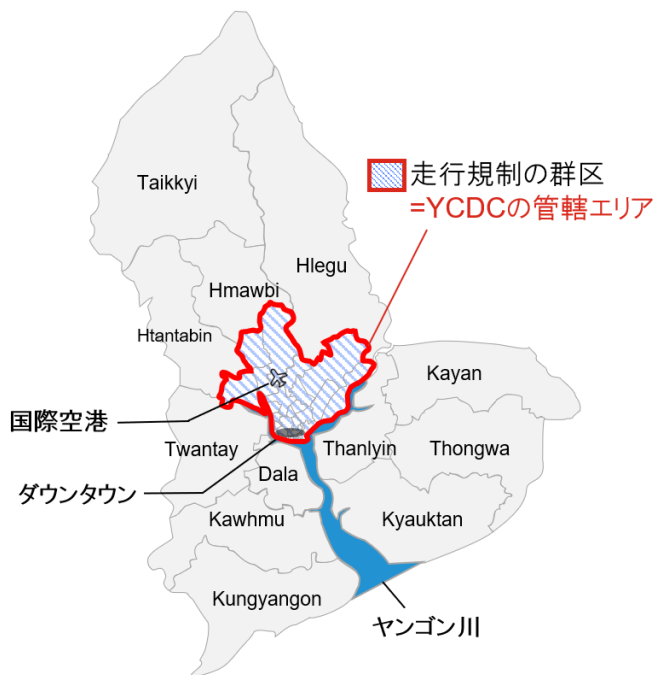 Taikkyi
走行規制の群区
=YCDCの管轄エリア
Hlegu
Hmawbi
Htantabin
Kayan
国際空港
Twantay
Thanlyin
Thongwa
Dala
ダウンタウン
Kawhmu
Kyauktan
Kungyangon
ヤンゴン川